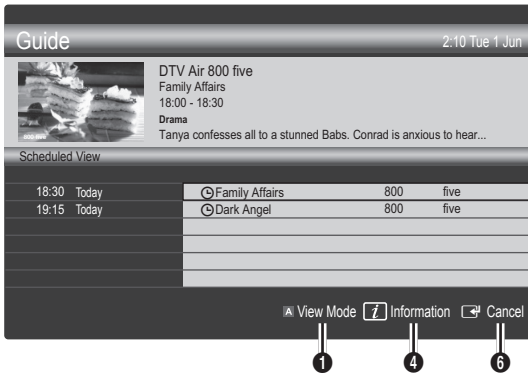 Guide 2:10 Tue 1 Jun
DTV Air 800 five
Family Affairs
18:00 - 18:30
Drama
Tanya confesses all to a stunned Babs. Conrad is anxious to hear...
Scheduled View
18:30 Today Family Affairs 800 five
19:15 Today Dark Angel 800 five
A View Mode i Information Cancel
1 4 6